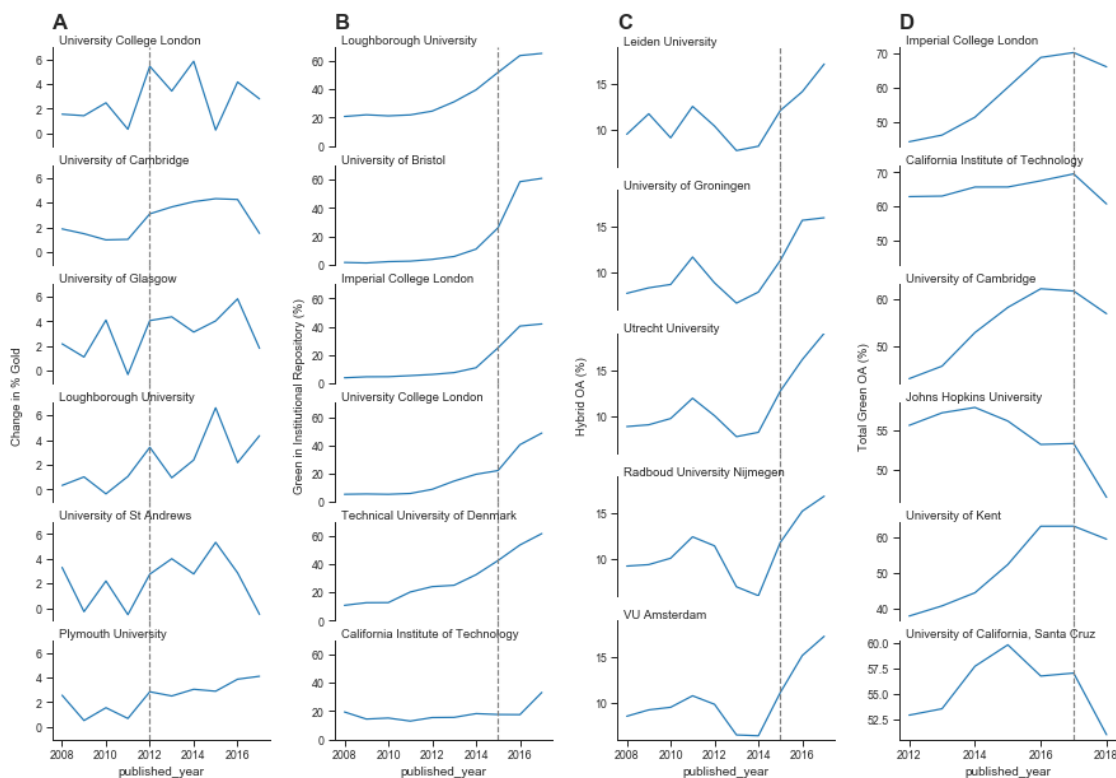 A
University College London
6
4
2
0
University of Cambridge
6
4
2
0
University of Glasgow
6
4
2
0
Loughborough University
6
4
2
0
University of St Andrews
6
4
2
0
Plymouth University
6
4
2
0
Change in % Gold
2008
2010
2012
2014
2016
published_year
B
Loughborough University
60
40
20
0
University of Bristol
60
40
20
0
Imperial College London
60
40
20
0
University College London
60
40
20
0
Technical University of Denmark
60
40
20
0
California Institute of Technology
60
40
20
0
Green in Institutional Repository (%)
2008
2010
2012
2014
2016
published_year
C
Leiden University
15
10
University of Groningen
15
10
Utrecht University
15
10
Radboud University Nijmegen
15
10
VU Amsterdam
15
10
Hybrid OA (%)
2008
2010
2012
2014
2016
published_year
D
Imperial College London
70
60
50
California Institute of Technology
70
60
50
University of Cambridge
60
50
Johns Hopkins University
55
50
University of Kent
60
50
40
University of California, Santa Cruz
60.0
57.5
55.0
52.5
Total Green OA (%)
2012
2014
2016
2018
published_year